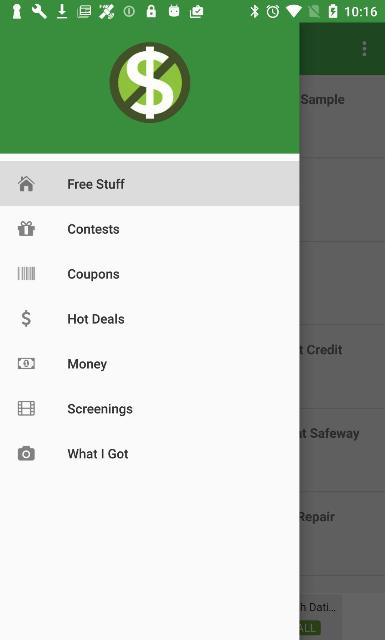 10:16
$
Sample
Free Stuff
Contests
Coupons
Hot Deals
t Credit
Money
Screenings
at Safeway
What I Got
Repair
h Dati...
ALL